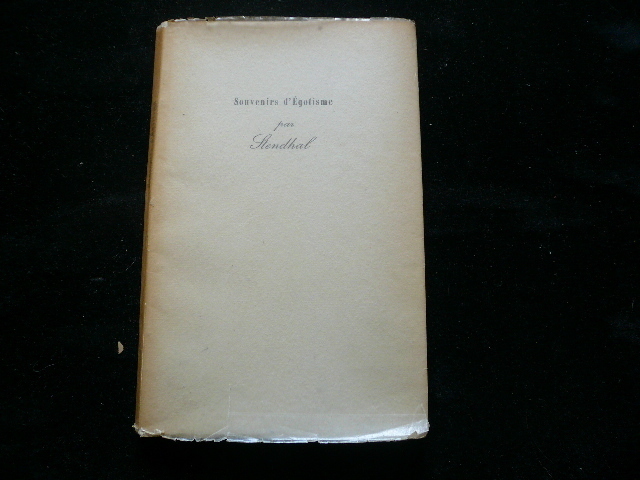 Souvenirs d'Égotisme
par
Stendhal